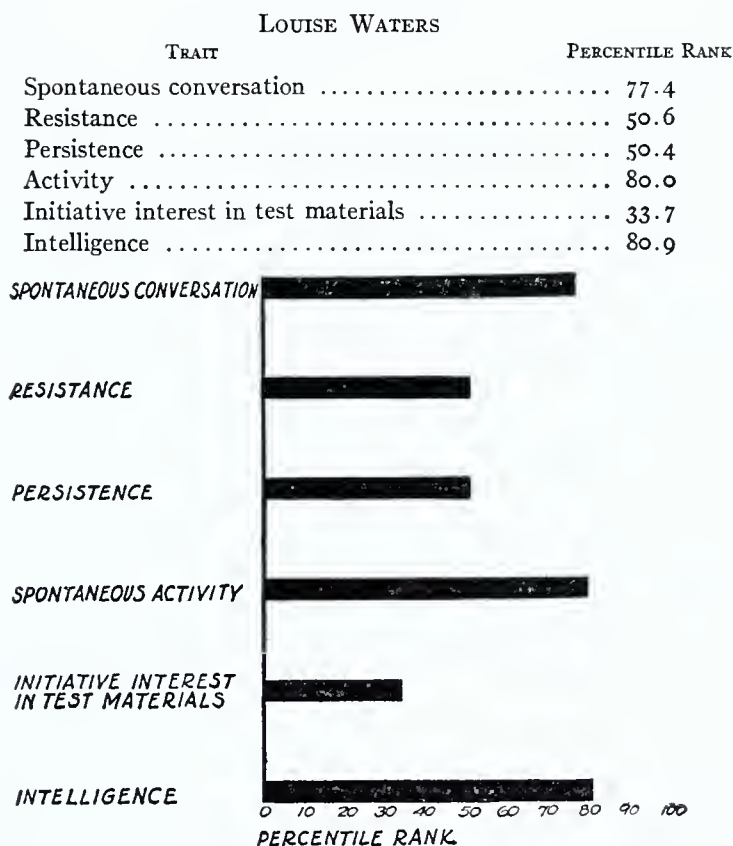 LOUISE WATERS
TRAIT PERCENTILE RANK
Spontaneous conversation ........................ 77.4
Resistance ...................................... 50.6
Persistence ..................................... 50.4
Activity ........................................ 80.0
Initiative interest in test materials ................ 33.7
Intelligence ..................................... 80.9
SPONTANEOUS CONVERSATION
RESISTANCE
PERSISTENCE
SPONTANEOUS ACTIVITY
INITIATIVE INTEREST
IN TEST MATERIALS
INTELLIGENCE
0 10 20 30 40 50 60 70 80 90 100
PERCENTILE RANK